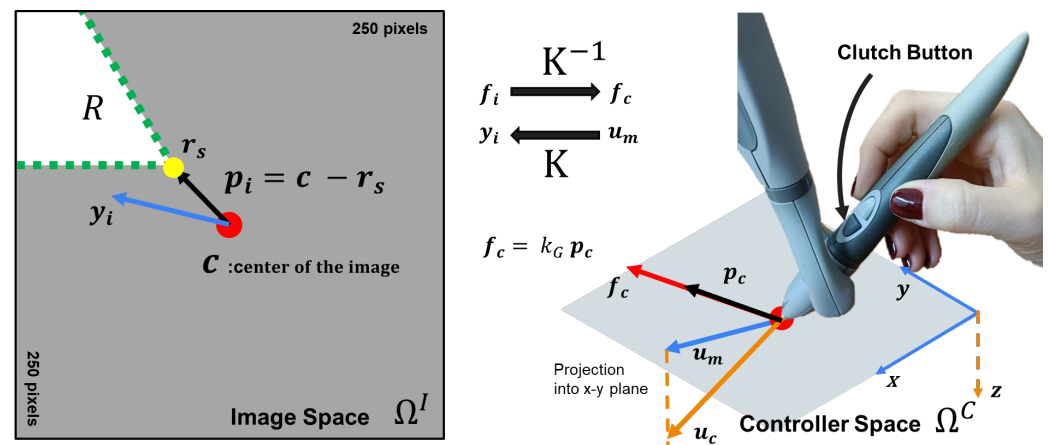 250 pixels
R
r_s
p_i = c − r_s
y_i
c :center of the image
250 pixels
Image Space Ω^I
K^{-1}
f_i f_c
y_i u_m
K
f_c = k_G p_c
Clutch Button
p_c
f_c
y
u_m
x
z
Projection
into x-y plane
u_c
Controller Space Ω^C